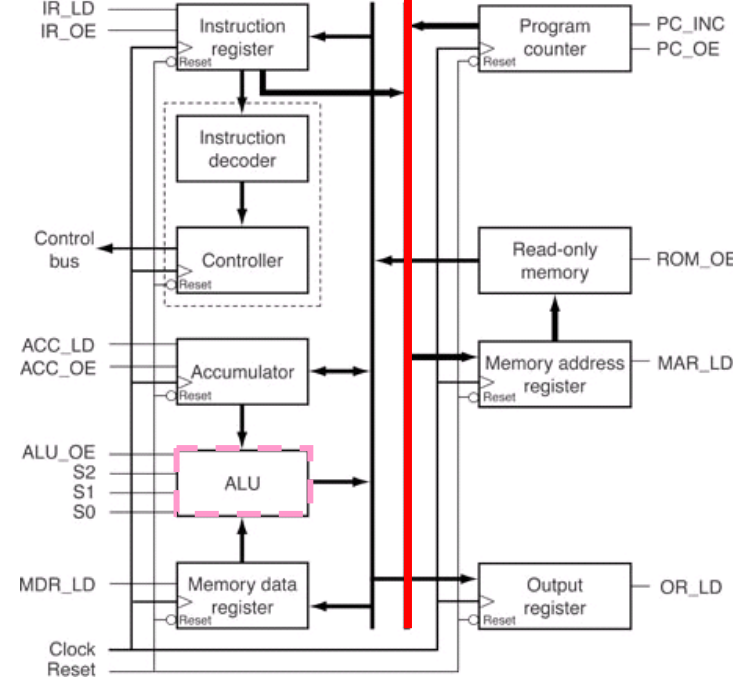 IR_LD
IR_OE
Instruction
register
Reset
Program
counter
Reset
PC_INC
PC_OE
Instruction
decoder
Control
bus
Controller
Reset
Read-only
memory
ROM_OE
ACC_LD
ACC_OE
Accumulator
Reset
Memory address
register
Reset
MAR_LD
ALU_OE
S2
S1
S0
ALU
MDR_LD
Memory data
register
Reset
Output
register
Reset
OR_LD
Clock
Reset